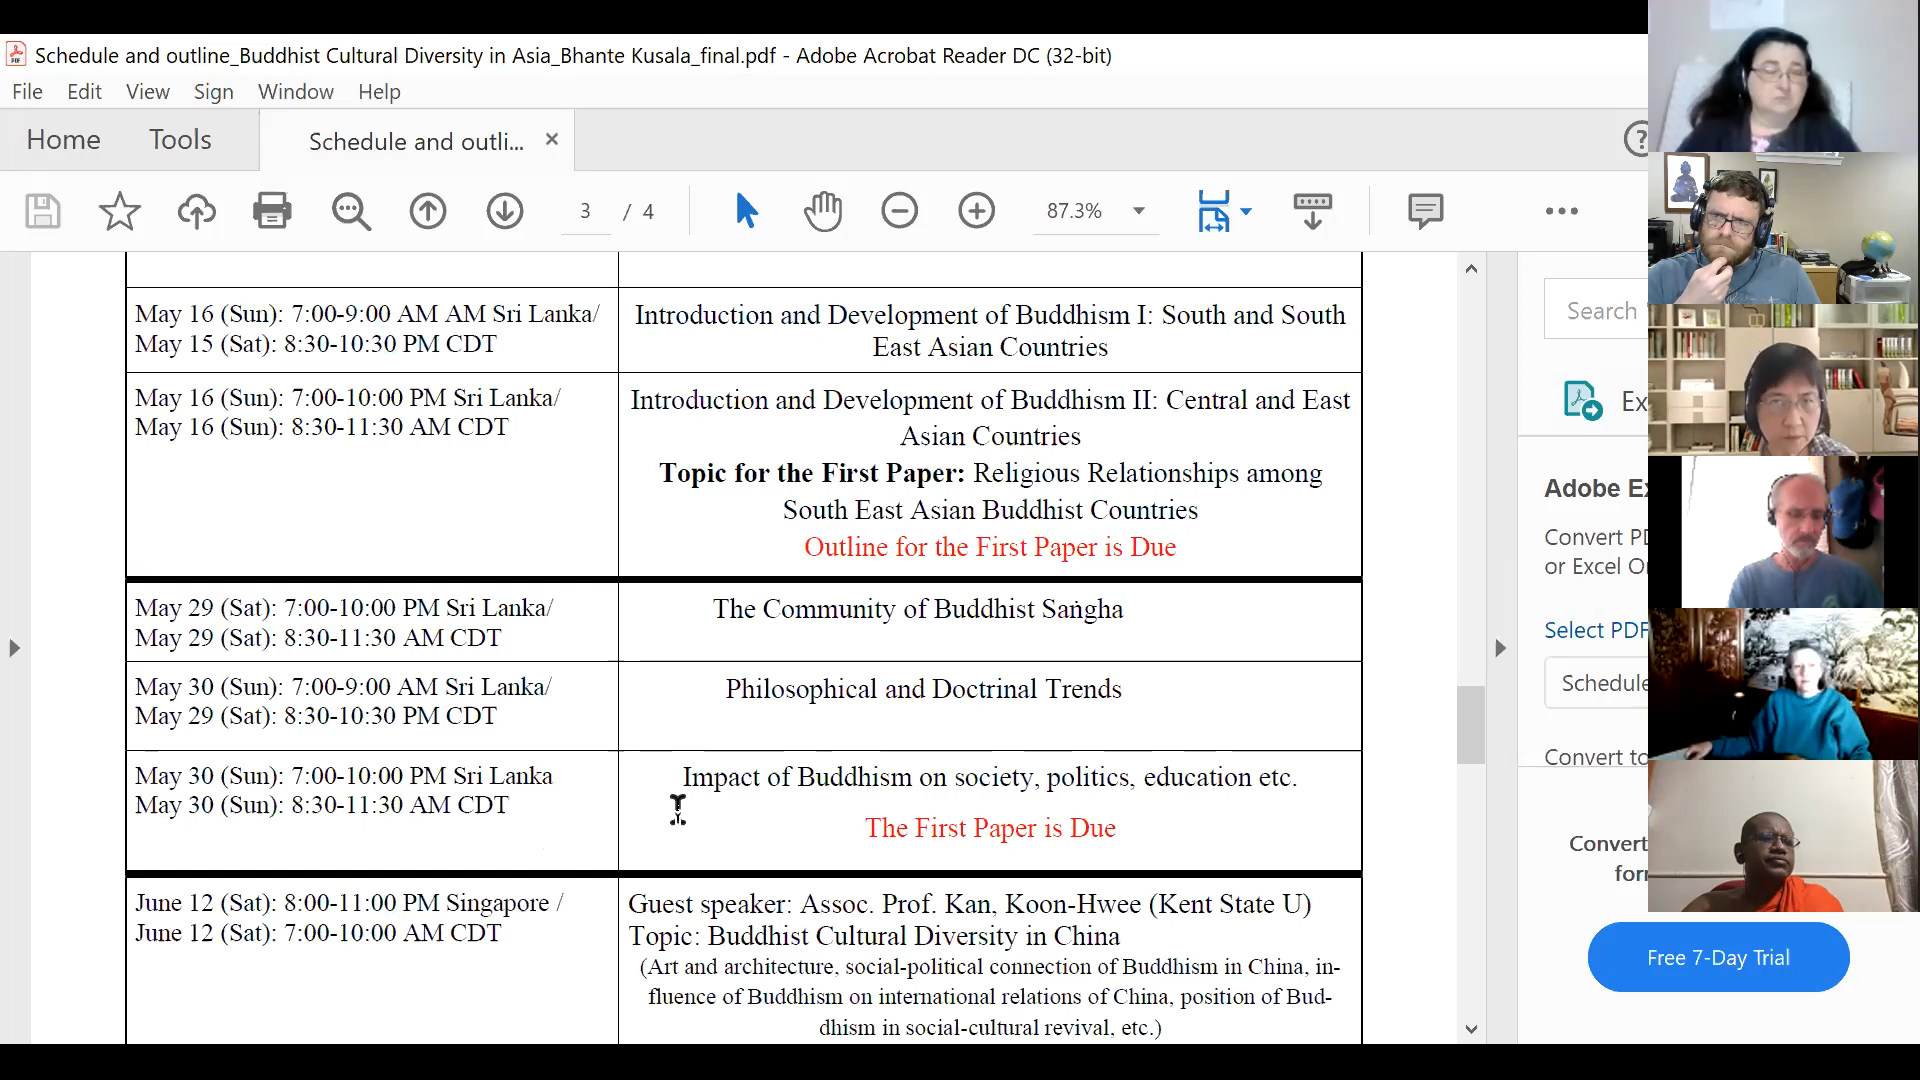 Schedule and outline_Buddhist Cultural Diversity in Asia_Bhante Kusala_final.pdf - Adobe Acrobat Reader DC (32-bit)
File Edit View Sign Window Help
Home Tools Schedule and outli... ×
3 / 4 87.3%
May 16 (Sun): 7:00-9:00 AM AM Sri Lanka/
May 15 (Sat): 8:30-10:30 PM CDT
Introduction and Development of Buddhism I: South and South
East Asian Countries
May 16 (Sun): 7:00-10:00 PM Sri Lanka/
May 16 (Sun): 8:30-11:30 AM CDT
Introduction and Development of Buddhism II: Central and East
Asian Countries
Topic for the First Paper: Religious Relationships among
South East Asian Buddhist Countries
Outline for the First Paper is Due
May 29 (Sat): 7:00-10:00 PM Sri Lanka/
May 29 (Sat): 8:30-11:30 AM CDT
The Community of Buddhist Saṅgha
May 30 (Sun): 7:00-9:00 AM Sri Lanka/
May 29 (Sat): 8:30-10:30 PM CDT
Philosophical and Doctrinal Trends
May 30 (Sun): 7:00-10:00 PM Sri Lanka
May 30 (Sun): 8:30-11:30 AM CDT
Impact of Buddhism on society, politics, education etc.
The First Paper is Due
June 12 (Sat): 8:00-11:00 PM Singapore /
June 12 (Sat): 7:00-10:00 AM CDT
Guest speaker: Assoc. Prof. Kan, Koon-Hwee (Kent State U)
Topic: Buddhist Cultural Diversity in China
(Art and architecture, social-political connection of Buddhism in China, in-
fluence of Buddhism on international relations of China, position of Bud-
dhism in social-cultural revival, etc.)
Search
Ex
Adobe Ex
Convert PD
or Excel On
Select PDF
Schedule
Convert to
Convert
for
Free 7-Day Trial